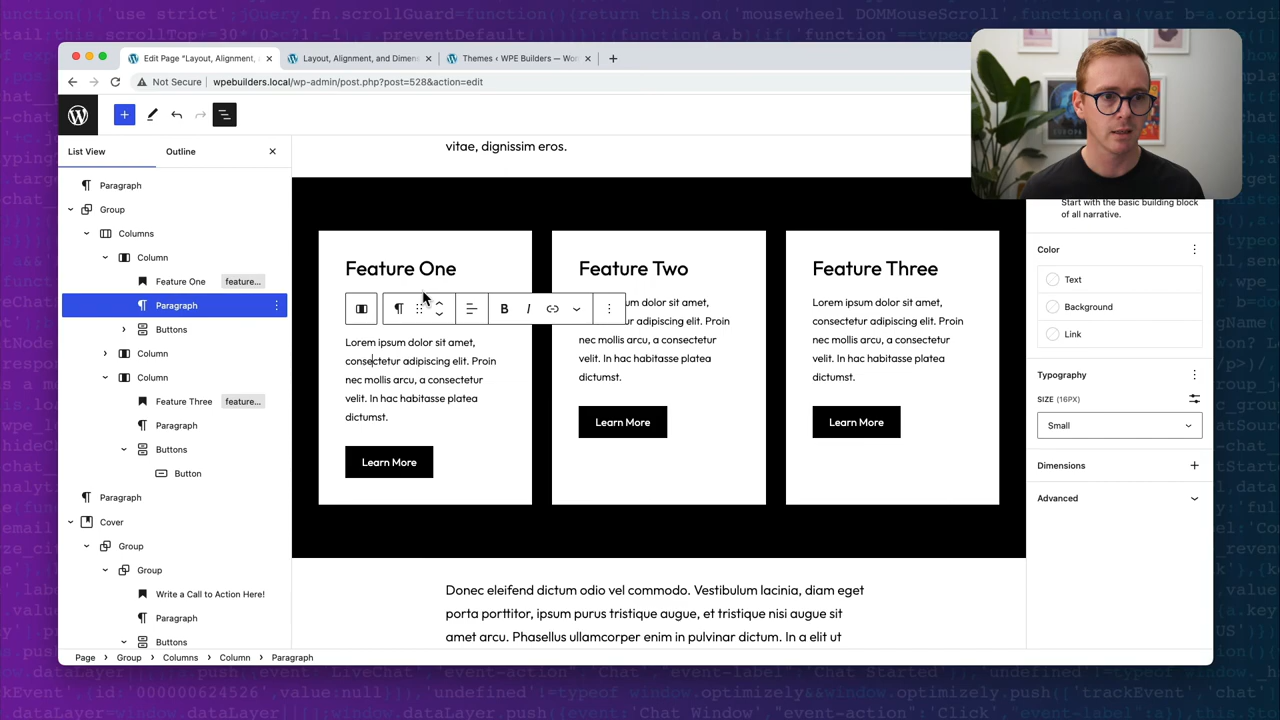 Edit Page "Layout, Alignment,
Layout, Alignment, and Dimen
Themes ‹ WPE Builders — Wo
Not Secure
wpebuilders.local/wp-admin/post.php?post=528&action=edit
List View
Outline
Paragraph
Group
Columns
Column
Feature One
feature...
Paragraph
Buttons
Column
Column
Feature Three
feature...
Paragraph
Buttons
Button
Paragraph
Cover
Group
Group
Write a Call to Action Here!
Paragraph
Buttons
vitae, dignissim eros.
Feature One
Lorem ipsum dolor sit amet,
consectetur adipiscing elit. Proin
nec mollis arcu, a consectetur
velit. In hac habitasse platea
dictumst.
Learn More
B
I
Feature Two
um dolor sit amet,
ur adipiscing elit. Proin
nec mollis arcu, a consectetur
velit. In hac habitasse platea
dictumst.
Learn More
Feature Three
Lorem ipsum dolor sit amet,
consectetur adipiscing elit. Proin
nec mollis arcu, a consectetur
velit. In hac habitasse platea
dictumst.
Learn More
Donec eleifend dictum odio vel commodo. Vestibulum lacinia, diam eget
porta porttitor, ipsum purus tristique augue, et tristique nisi augue sit
amet arcu. Phasellus ullamcorper enim in pulvinar dictum. In a elit ut
Start with the basic building block
of all narrative.
Color
Text
Background
Link
Typography
SIZE (16PX)
Small
Dimensions
Advanced
Page › Group › Columns › Column › Paragraph